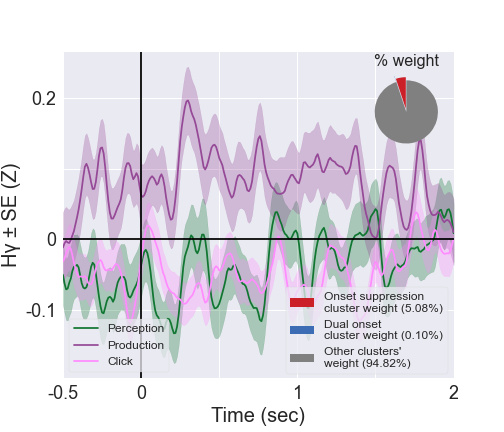 % weight
0.2
0
-0.1
Hγ ± SE (Z)
Perception
Production
Click
Onset suppression
cluster weight (5.08%)
Dual onset
cluster weight (0.10%)
Other clusters'
weight (94.82%)
-0.5 0 1 2
Time (sec)